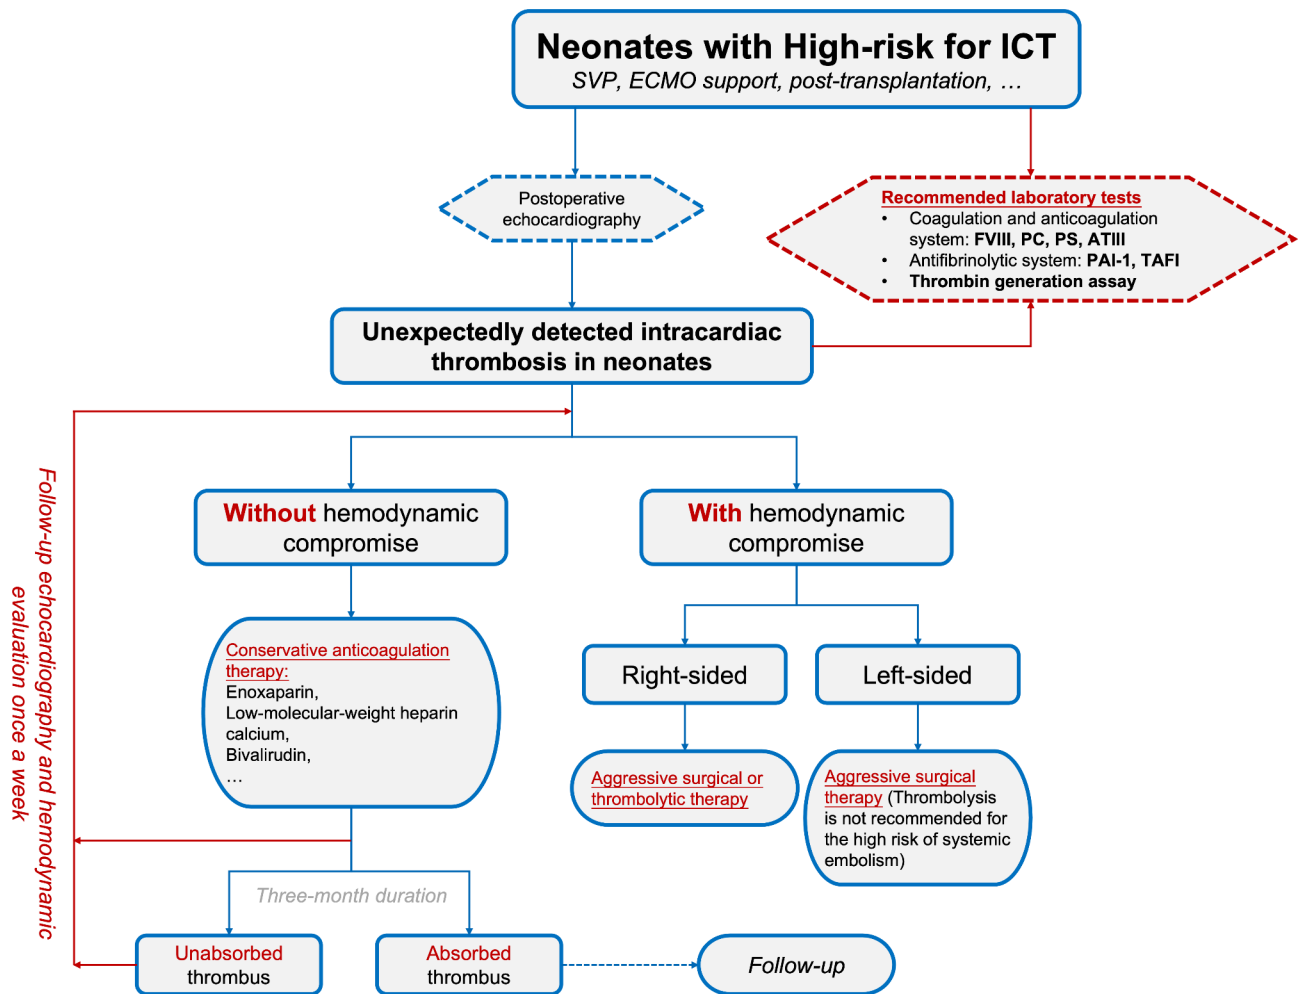 Neonates with High-risk for ICT
SVP, ECMO support, post-transplantation, …
Postoperative
echocardiography
Recommended laboratory tests
• Coagulation and anticoagulation
system: FVIII, PC, PS, ATIII
• Antifibrinolytic system: PAI-1, TAFI
• Thrombin generation assay
Unexpectedly detected intracardiac
thrombosis in neonates
Follow-up echocardiography and hemodynamic
evaluation once a week
Without hemodynamic
compromise
With hemodynamic
compromise
Conservative anticoagulation
therapy:
Enoxaparin,
Low-molecular-weight heparin
calcium,
Bivalirudin,
…
Right-sided
Left-sided
Aggressive surgical or
thrombolytic therapy
Aggressive surgical
therapy (Thrombolysis
is not recommended for
the high risk of systemic
embolism)
Three-month duration
Unabsorbed
thrombus
Absorbed
thrombus
Follow-up